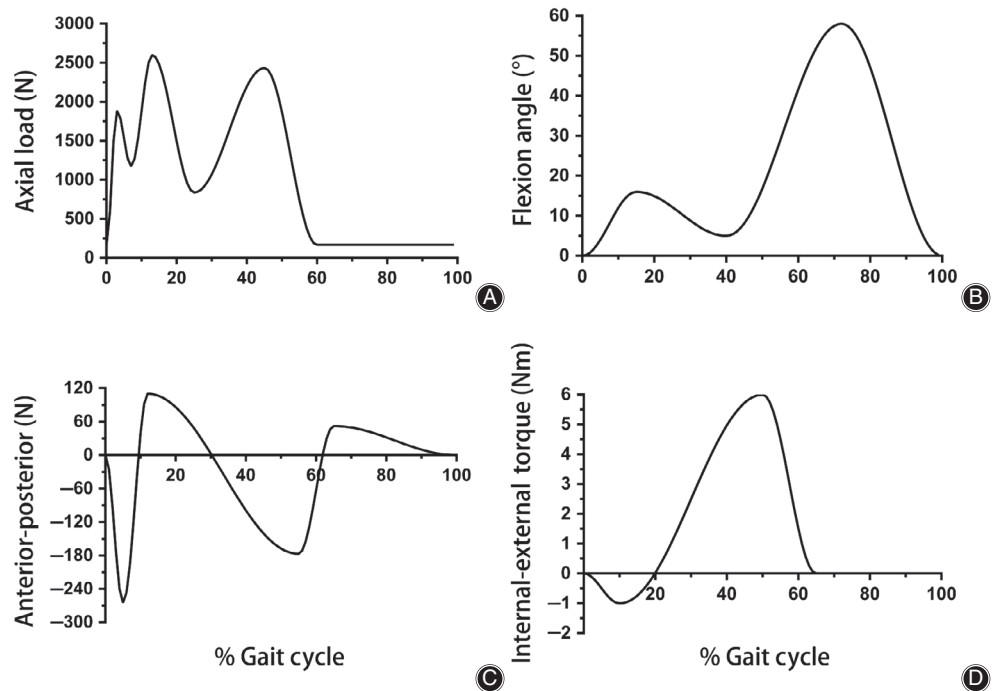 Axial load (N)
3000
2500
2000
1500
1000
500
0
0 20 40 60 80 100
A
Flexion angle (°)
60
50
40
30
20
10
0
0 20 40 60 80 100
B
Anterior-posterior (N)
120
60
0
−60
−120
−180
−240
−300
20 40 60 80 100
% Gait cycle
C
Internal-external torque (Nm)
6
5
4
3
2
1
0
−1
−2
20 40 60 80 100
% Gait cycle
D